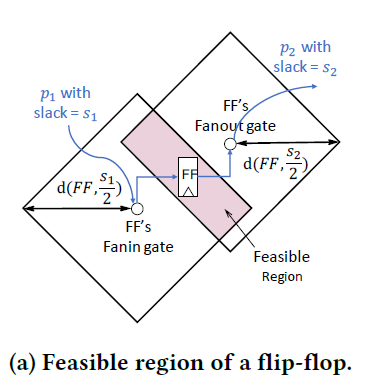 p₂ with
slack = s₂
p₁ with
slack = s₁
FF's
Fanout gate
d(FF, s₂/2)
FF
d(FF, s₁/2)
FF's
Fanin gate
Feasible
Region
(a) Feasible region of a flip-flop.